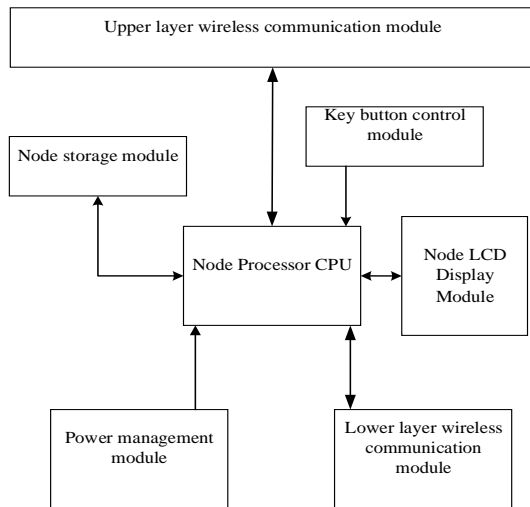 Upper layer wireless communication module
Key button control
module
Node storage module
Node Processor CPU
Node LCD
Display
Module
Power management
module
Lower layer wireless
communication
module